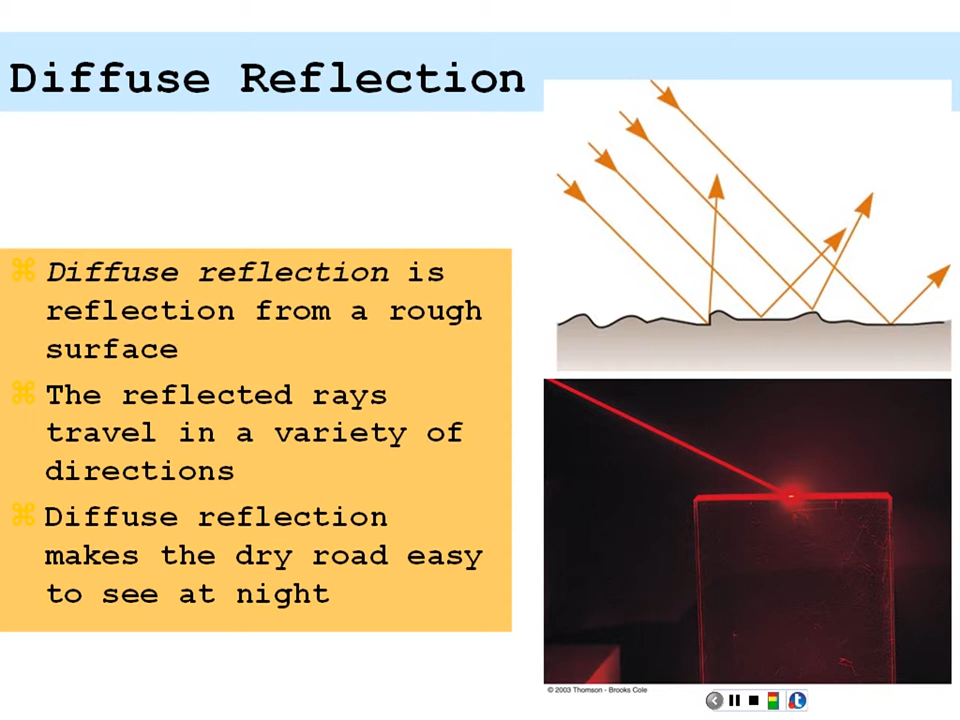 Diffuse Reflection
Diffuse reflection is
reflection from a rough
surface
The reflected rays
travel in a variety of
directions
Diffuse reflection
makes the dry road easy
to see at night
© 2003 Thomson - Brooks Cole